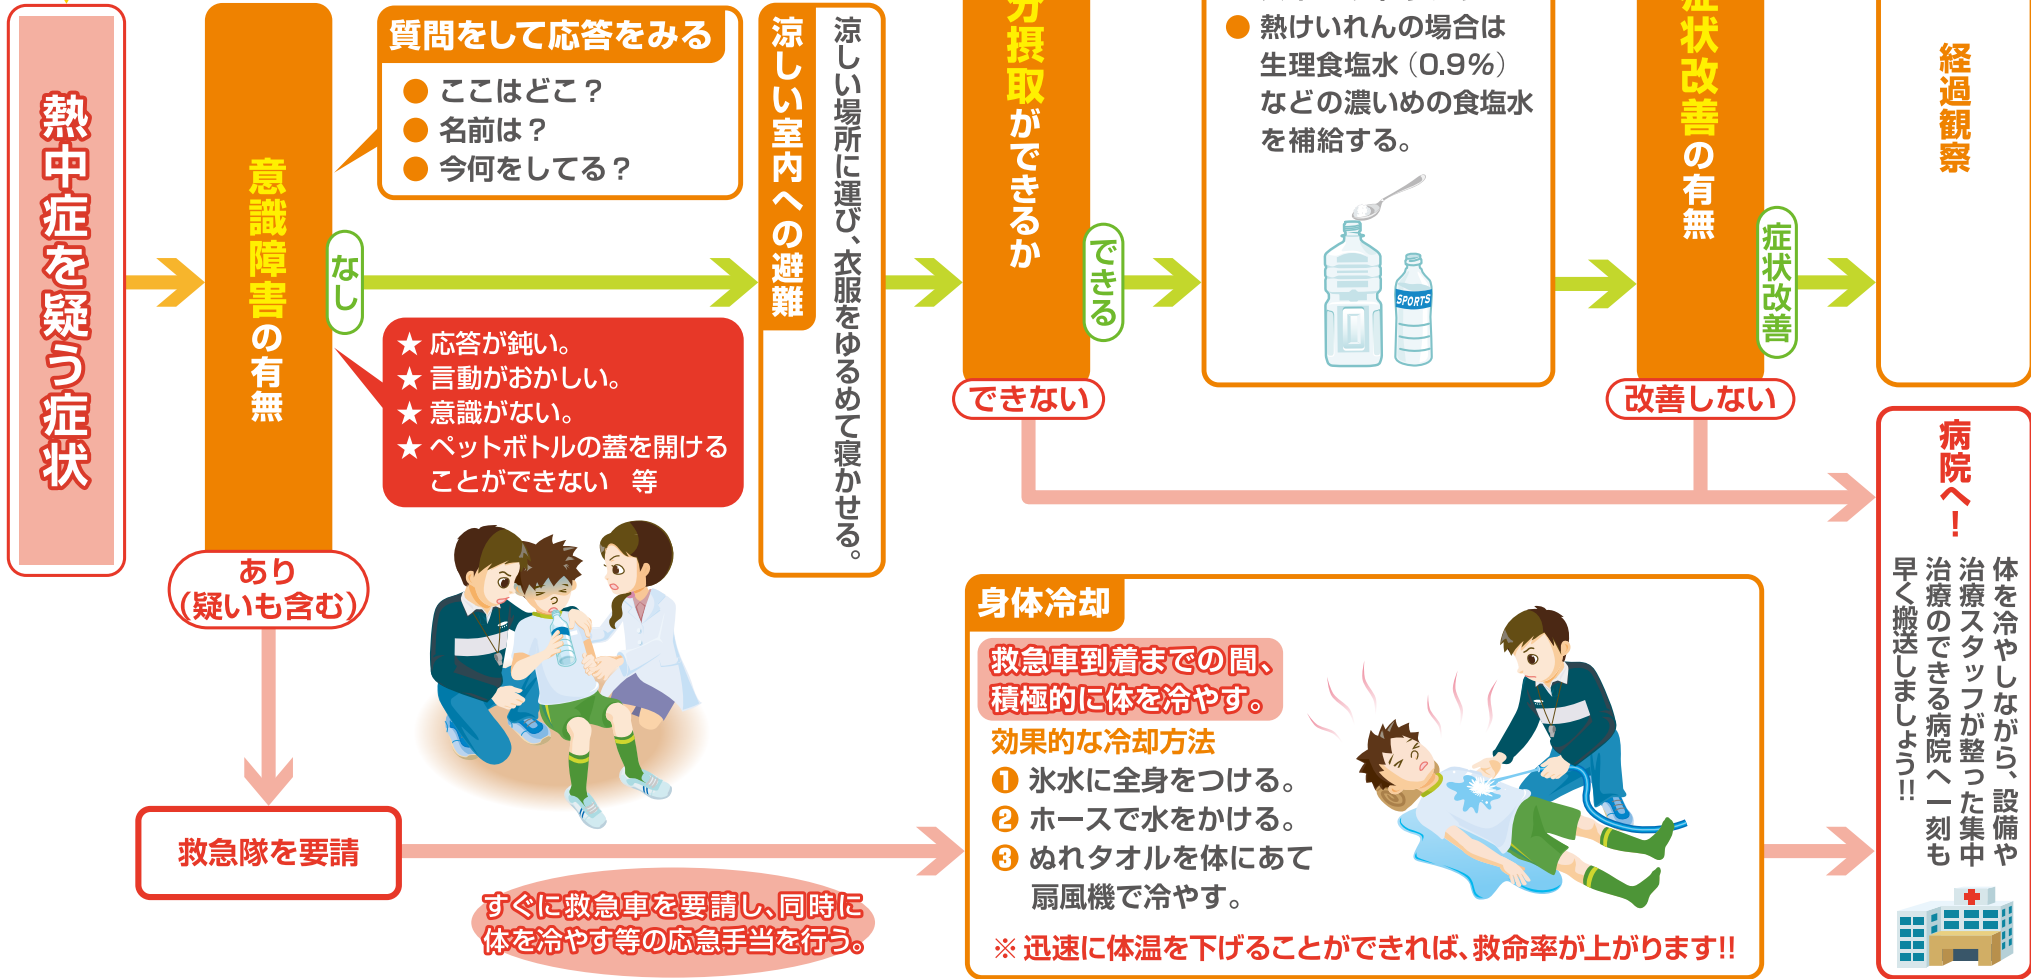 熱中症を疑う症状
意識障害の有無
質問をして応答をみる
● ここはどこ？
● 名前は？
● 今何をしてる？
なし
★ 応答が鈍い。
★ 言動がおかしい。
★ 意識がない。
★ ペットボトルの蓋を開ける
ことができない 等
あり
（疑いも含む）
救急隊を要請
すぐに救急車を要請し、同時に
体を冷やす等の応急手当を行う。
涼しい室内への避難
涼しい場所に運び、衣服をゆるめて寝かせる。
分摂取ができるか
できる
できない
● 熱けいれんの場合は
生理食塩水（0.9％）
などの濃いめの食塩水
を補給する。
SPORTS
症状改善の有無
症状改善
改善しない
経過観察
身体冷却
救急車到着までの間、
積極的に体を冷やす。
効果的な冷却方法
❶ 氷水に全身をつける。
❷ ホースで水をかける。
❸ ぬれタオルを体にあて
扇風機で冷やす。
※ 迅速に体温を下げることができれば、救命率が上がります!!
病院へ！
体を冷やしながら、設備や
治療スタッフが整った集中
治療のできる病院へ一刻も
早く搬送しましょう!!